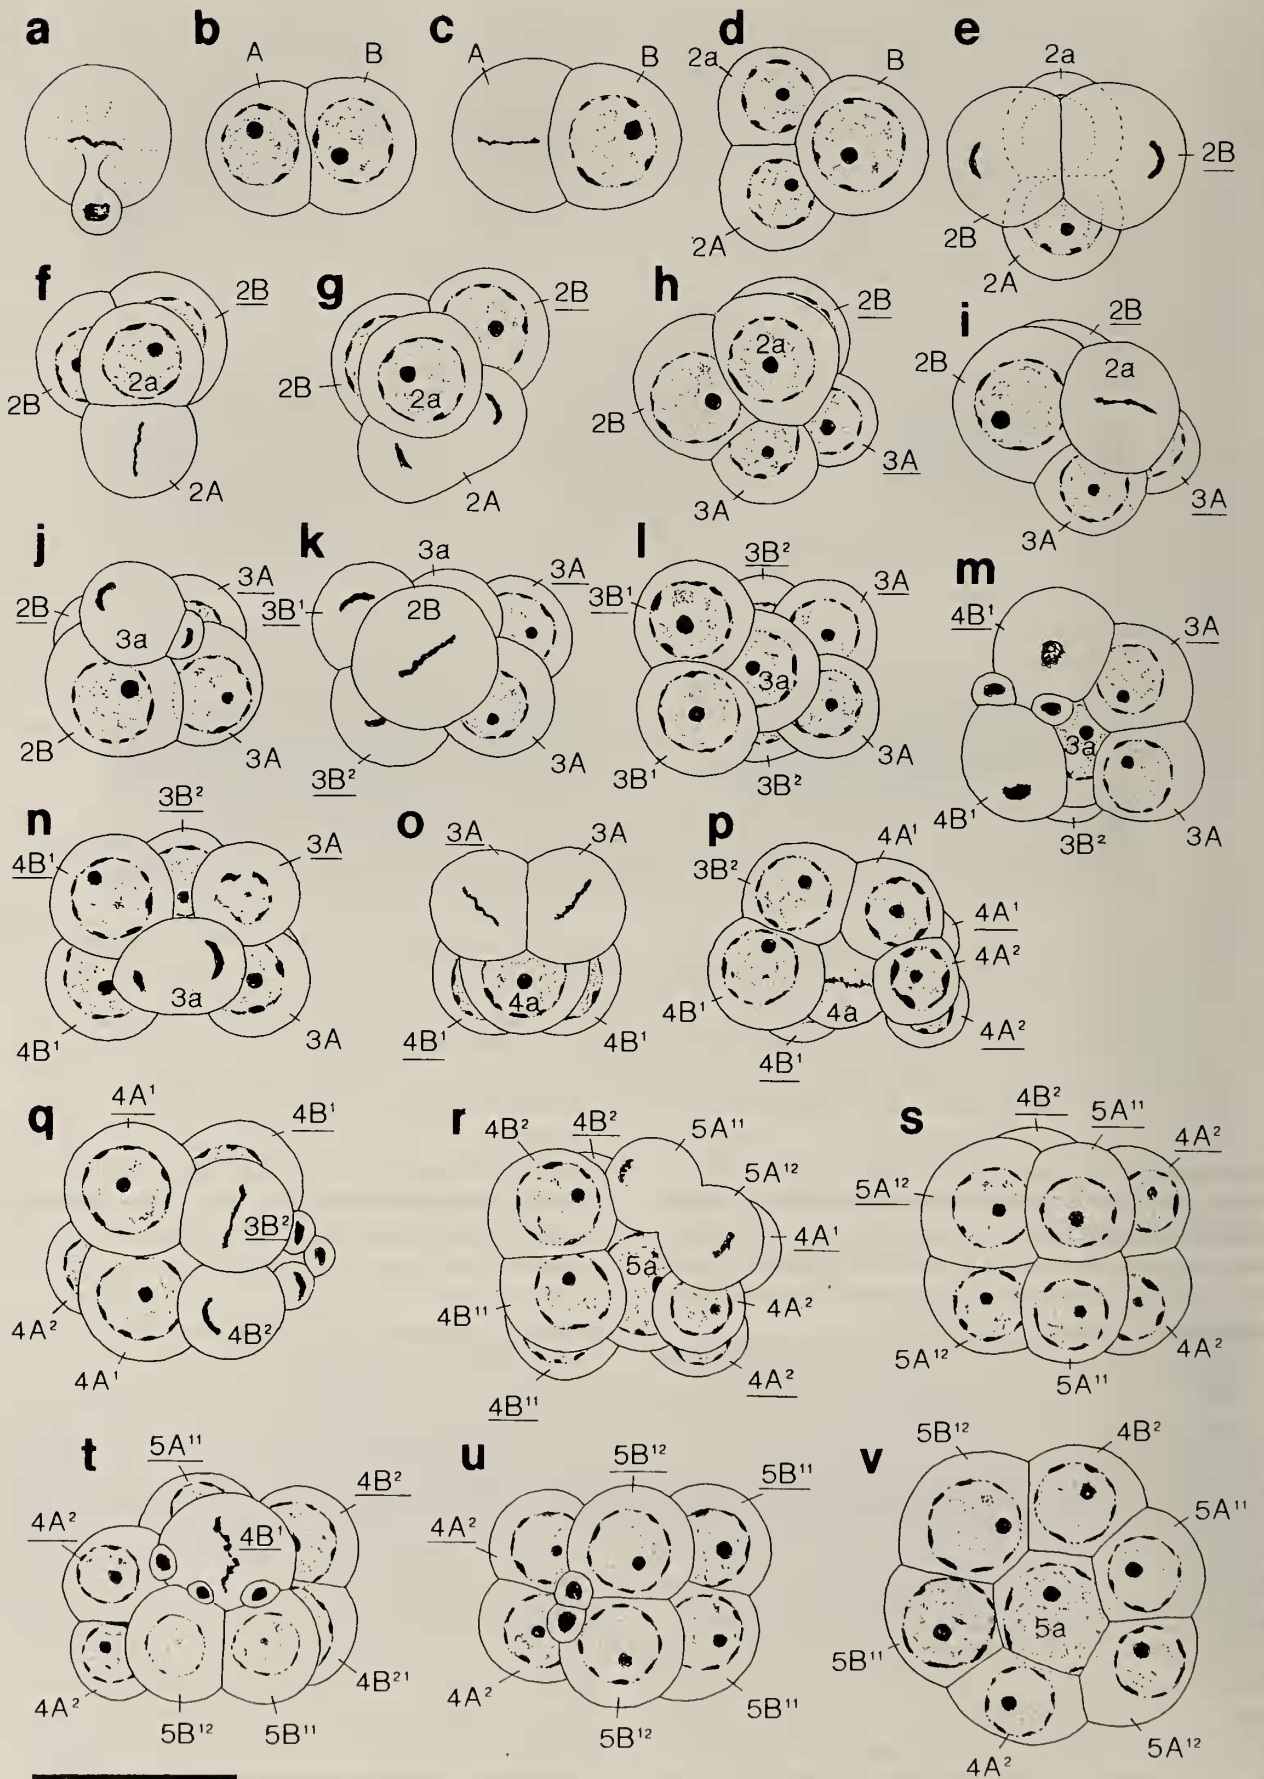 a
b
A B
c
A B
d
2a B
2A
e
2a
2B
2B
2A
f
2B
2a
2B
2A
g
2B
2B
2a
2A
h
2B
2a
2B
3A
3A
i
2B
2B
2a
3A
3A
j
3A
2B
3a
2B
3A
k
3a
3A
3B¹
2B
3A
3B²
l
3B²
3B¹
3A
3a
3A
3B¹
3B²
m
4B¹
3A
3a
4B¹
3B²
3A
n
3B²
3A
4B¹
3a
3A
4B¹
o
3A 3A
4a
4B¹ 4B¹
p
4A¹
3B²
4A¹
4A²
4B¹
4a
4A²
4B¹
q
4A¹
4B¹
3B²
4A²
4B²
4A¹
r
4B²
4B²
5A¹¹
5A¹²
4A¹
5a
4B¹¹
4A²
4A²
4B¹¹
s
4B²
5A¹¹
4A²
5A¹²
5A¹²
4A²
5A¹¹
t
5A¹¹
4B²
4A²
4B¹
4B²¹
4A²
5B¹² 5B¹¹
u
5B¹²
5B¹¹
4A²
4A²
5B¹¹
5B¹²
v
5B¹²
4B²
5A¹¹
5a
5B¹¹
5A¹²
4A²